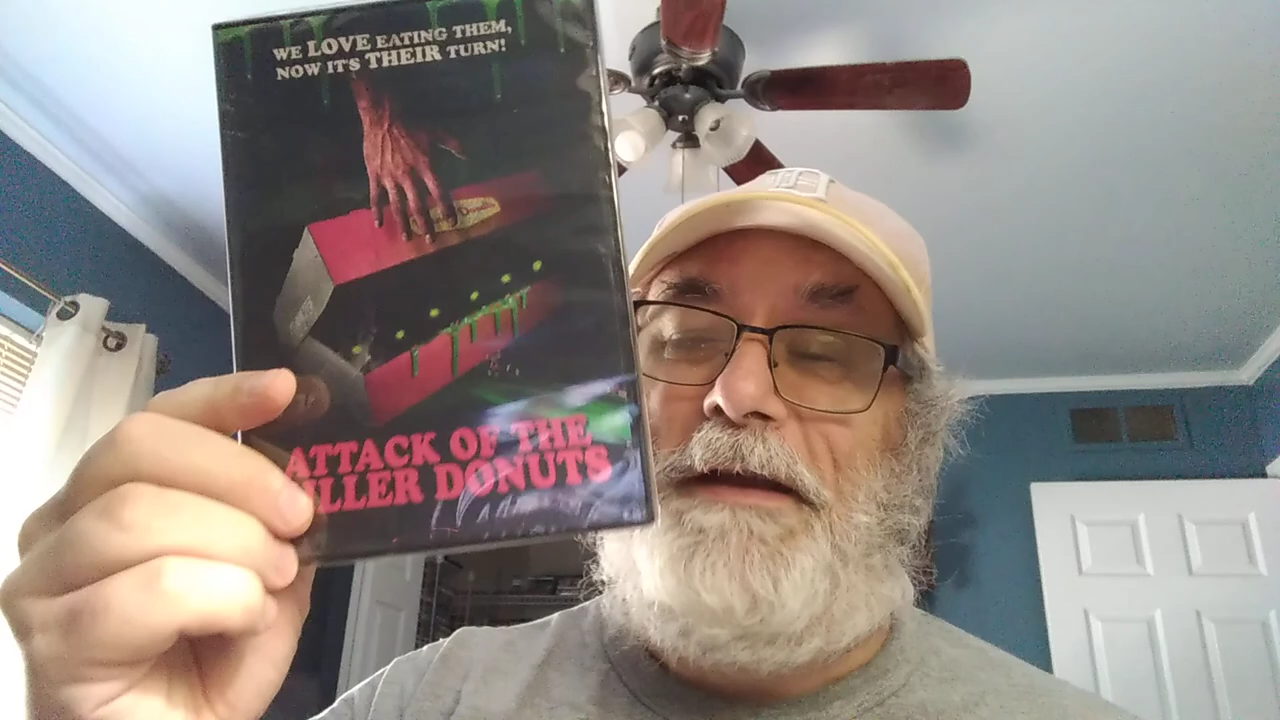 WE LOVE EATING THEM,
NOW IT'S THEIR TURN!
ATTACK OF THE
ILLER DONUTS